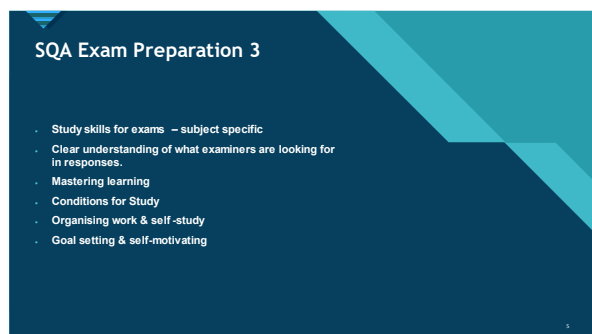 SQA Exam Preparation 3
. Study skills for exams – subject specific
. Clear understanding of what examiners are looking for
in responses.
. Mastering learning
. Conditions for Study
. Organising work & self-study
. Goal setting & self-motivating
5